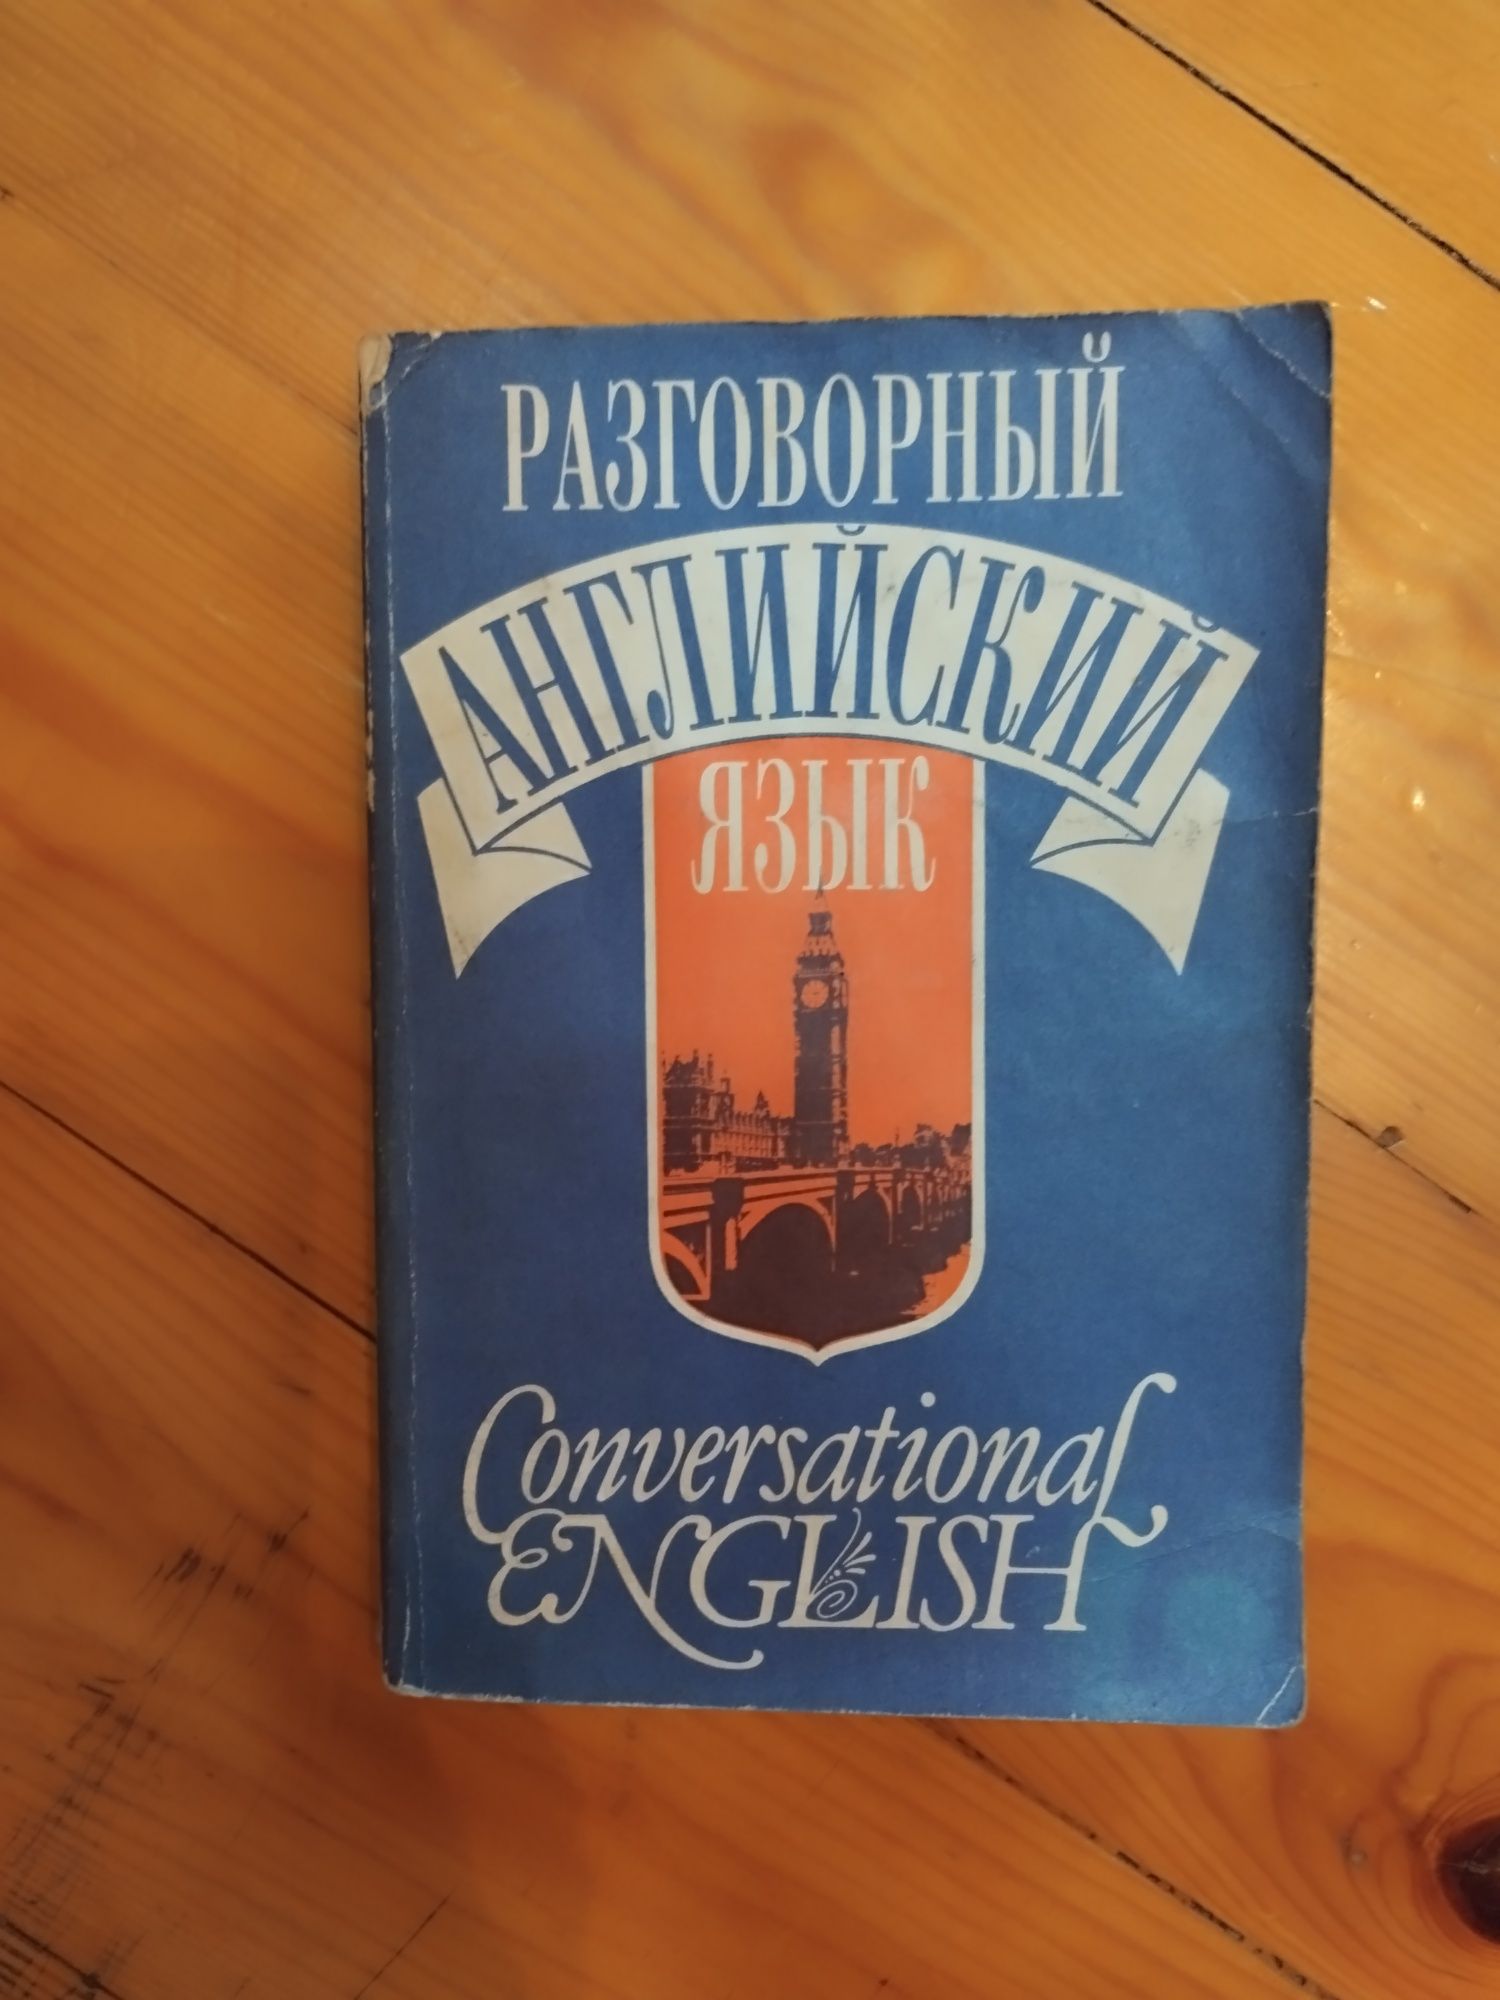 РАЗГОВОРНЫЙ
АНГЛИЙСКИЙ
ЯЗЫК
Conversational
ENGLISH